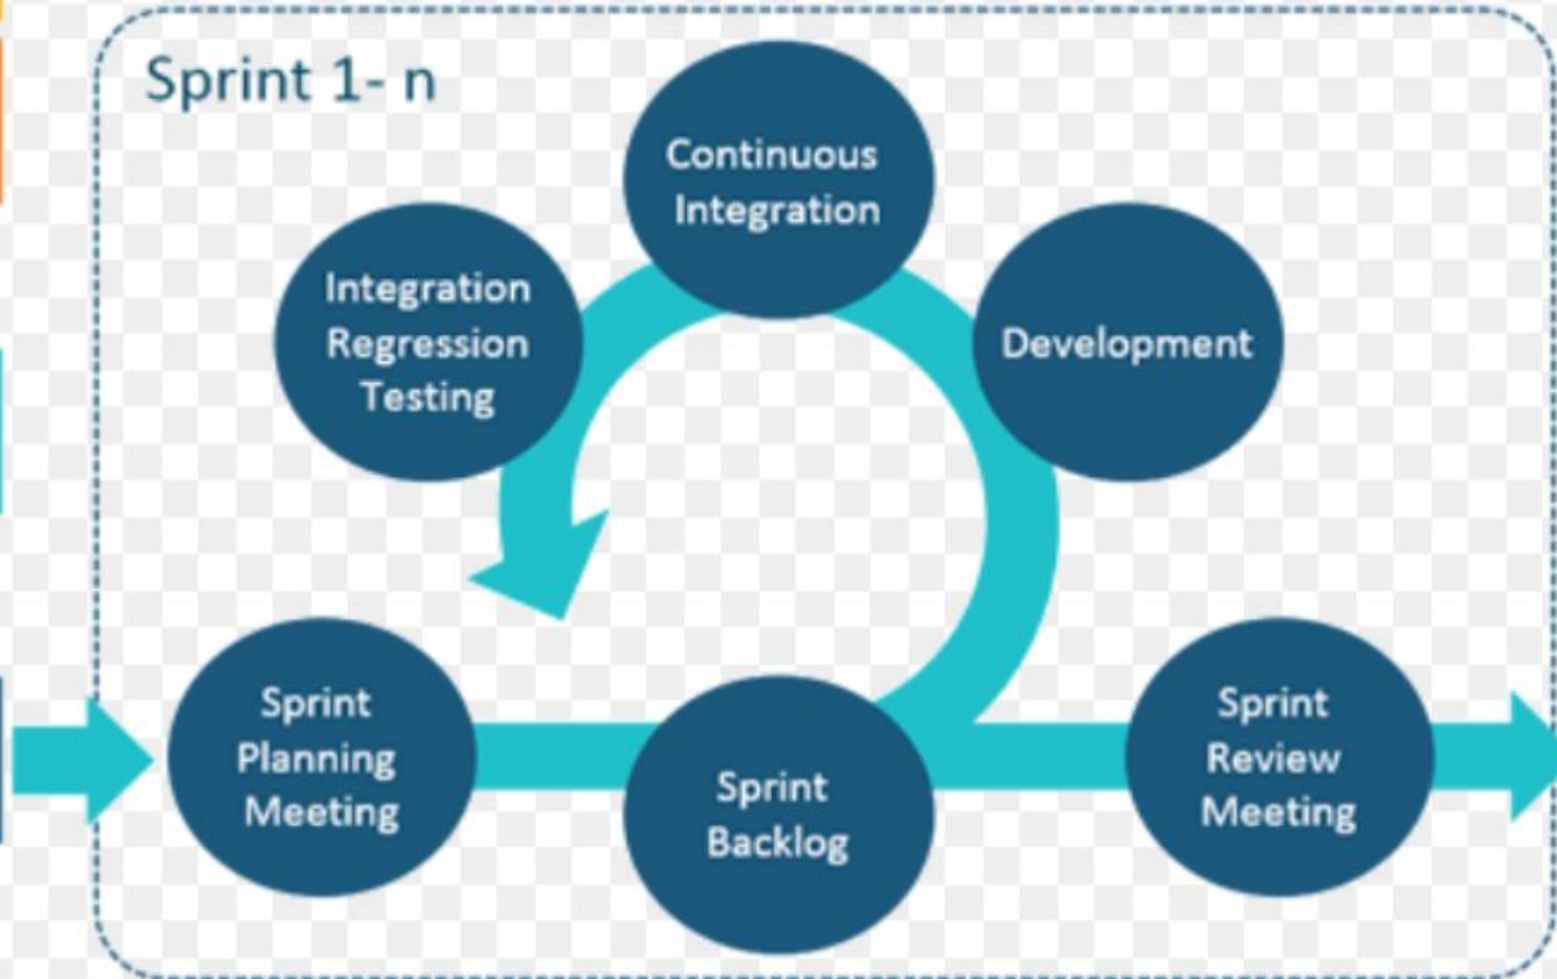 Sprint 1- n
Continuous
Integration
Integration
Regression
Testing
Development
Sprint
Planning
Meeting
Sprint
Backlog
Sprint
Review
Meeting